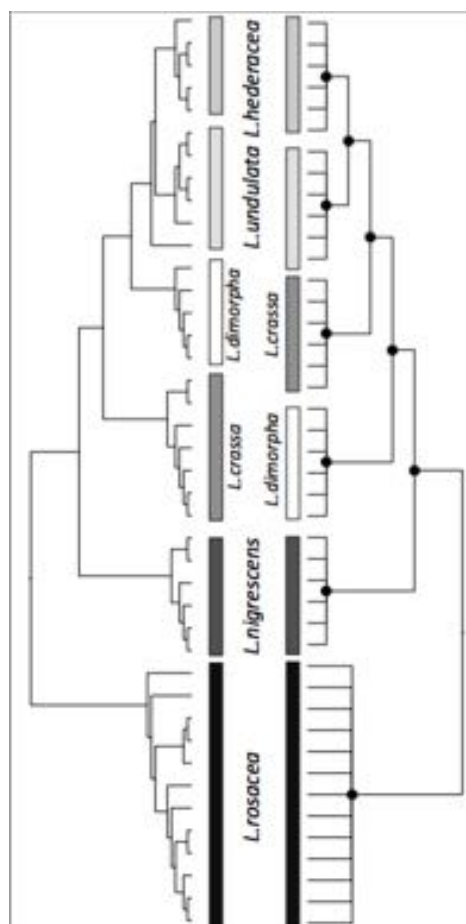 L.hederacea
L.undulata
L.dimorpha
L.crassa
L.crassa
L.dimorpha
L.nigrescens
L.rosacea